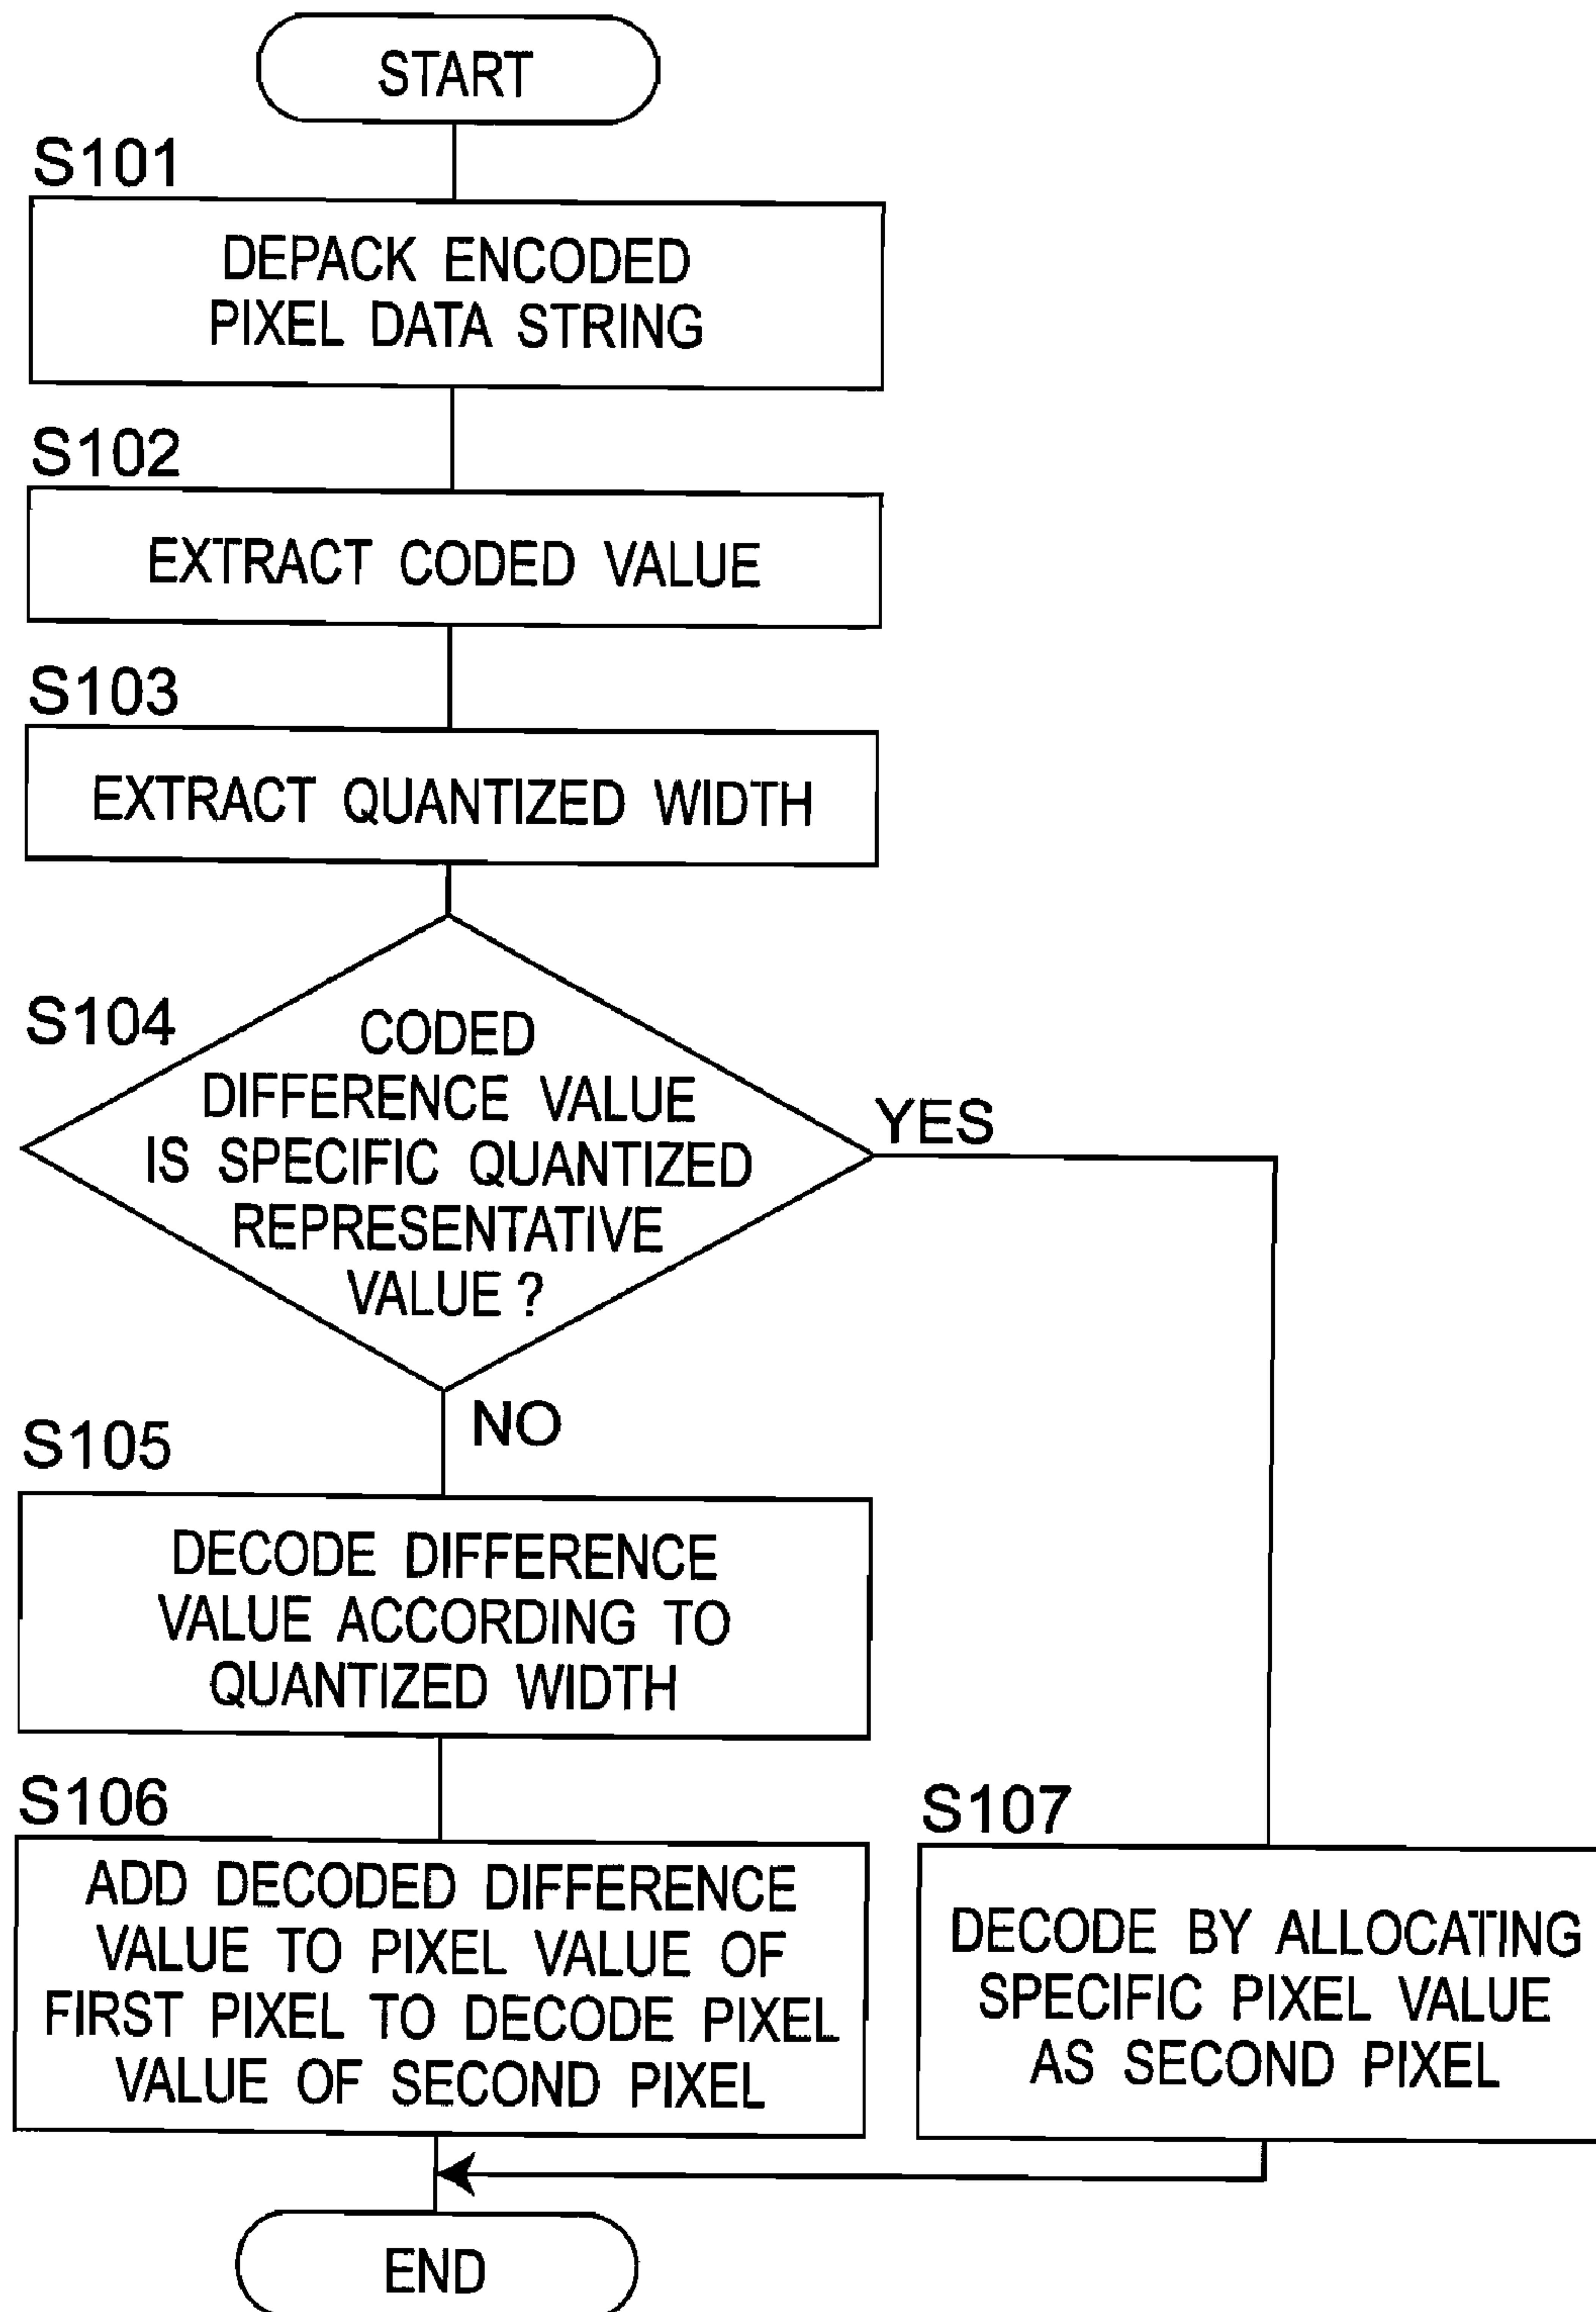 START
S101
DEPACK ENCODED
PIXEL DATA STRING
S102
EXTRACT CODED VALUE
S103
EXTRACT QUANTIZED WIDTH
S104
CODED
DIFFERENCE VALUE
IS SPECIFIC QUANTIZED
REPRESENTATIVE
VALUE ?
YES
NO
S105
DECODE DIFFERENCE
VALUE ACCORDING TO
QUANTIZED WIDTH
S106
ADD DECODED DIFFERENCE
VALUE TO PIXEL VALUE OF
FIRST PIXEL TO DECODE PIXEL
VALUE OF SECOND PIXEL
S107
DECODE BY ALLOCATING
SPECIFIC PIXEL VALUE
AS SECOND PIXEL
END